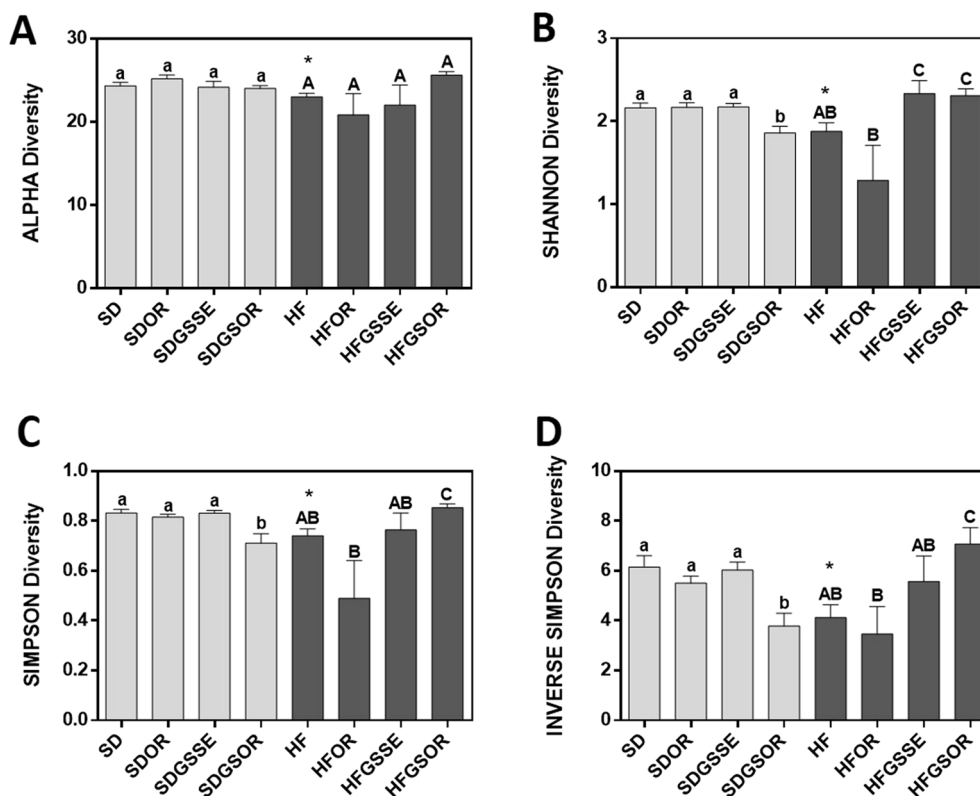 A
ALPHA Diversity
30
20
10
0
a a a a * A A A A
SD SDOR SDGSSE SDGSOR HF HFOR HFGSSE HFGSOR
B
SHANNON Diversity
3
2
1
0
a a a b * AB B C C
SD SDOR SDGSSE SDGSOR HF HFOR HFGSSE HFGSOR
C
SIMPSON Diversity
1.0
0.8
0.6
0.4
0.2
0.0
a a a b * AB B AB C
SD SDOR SDGSSE SDGSOR HF HFOR HFGSSE HFGSOR
D
INVERSE SIMPSON Diversity
10
8
6
4
2
0
a a a b * AB B AB C
SD SDOR SDGSSE SDGSOR HF HFOR HFGSSE HFGSOR